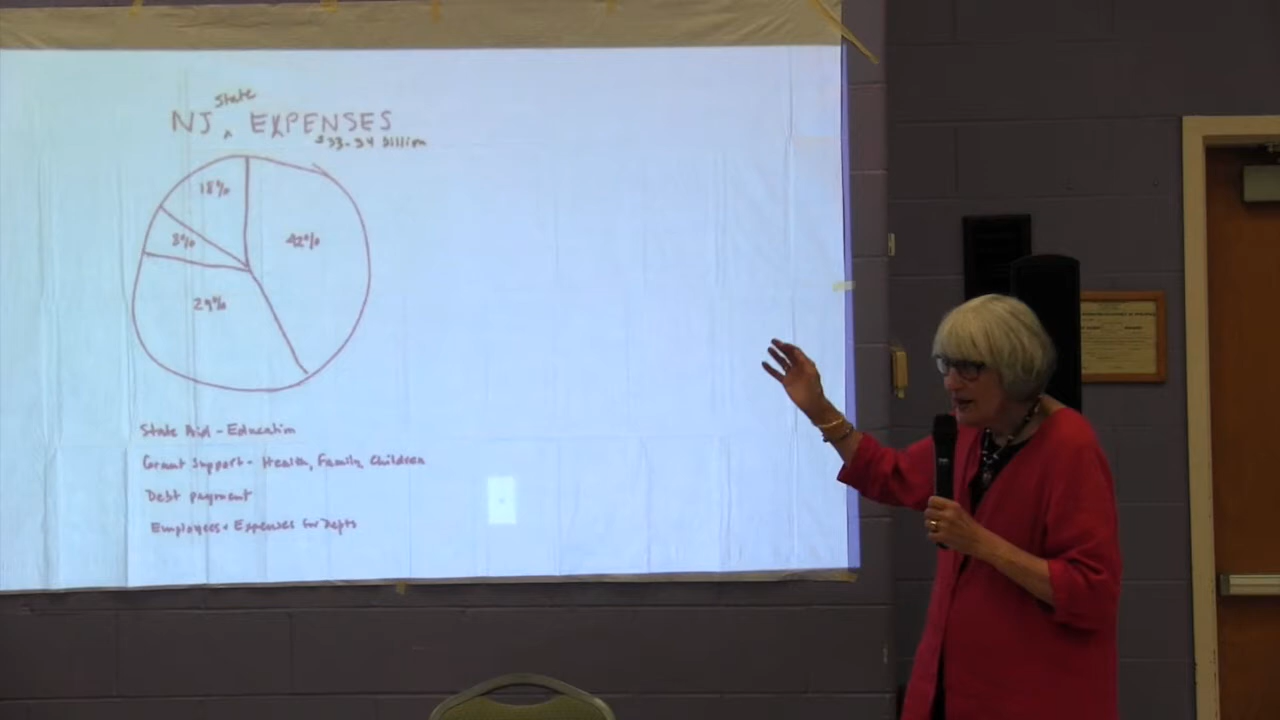 State
NJ ^ EXPENSES
$33-34 billion
18%
42%
8%
29%
State Aid - Education
Grant Support - Health, Family, Children
Debt payment
Employees + Expenses for Depts